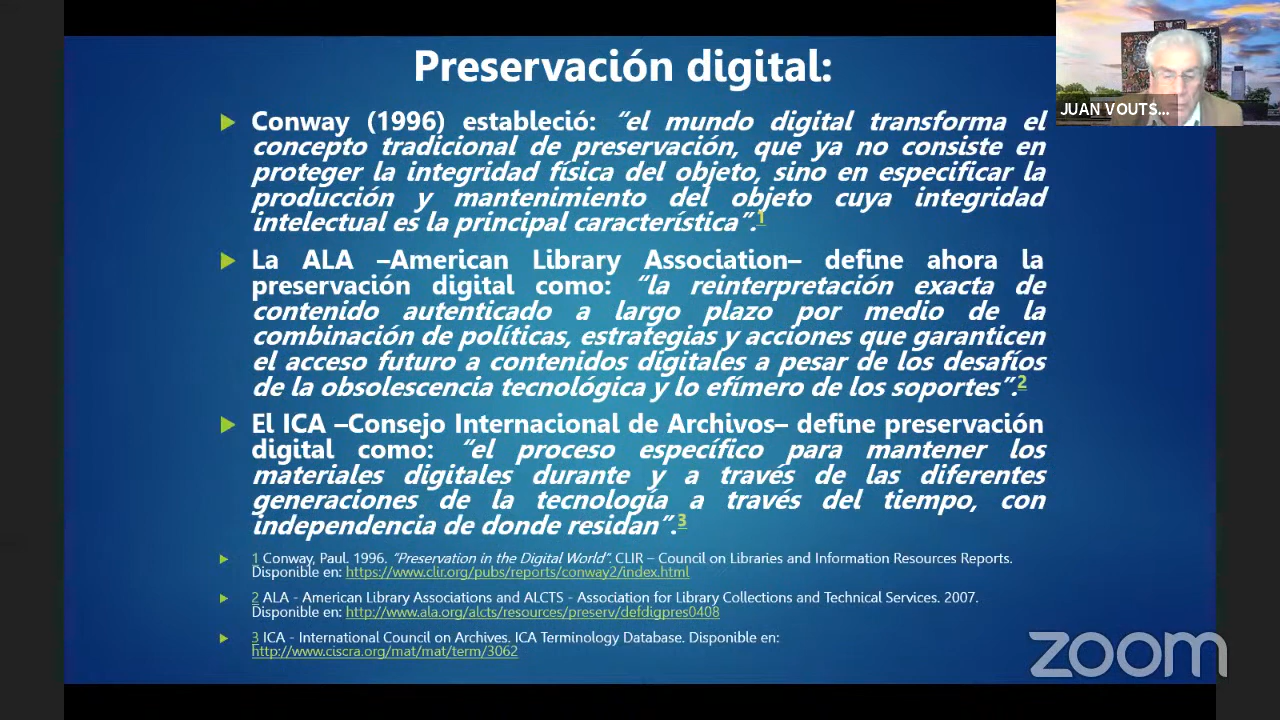 Preservación digital:
JUAN VOUTS...
Conway (1996) estableció: “el mundo digital transforma el
concepto tradicional de preservación, que ya no consiste en
proteger la integridad física del objeto, sino en especificar la
producción y mantenimiento del objeto cuya integridad
intelectual es la principal característica”.1
La ALA –American Library Association– define ahora la
preservación digital como: “la reinterpretación exacta de
contenido autenticado a largo plazo por medio de la
combinación de políticas, estrategias y acciones que garanticen
el acceso futuro a contenidos digitales a pesar de los desafíos
de la obsolescencia tecnológica y lo efímero de los soportes”.2
El ICA –Consejo Internacional de Archivos– define preservación
digital como: “el proceso específico para mantener los
materiales digitales durante y a través de las diferentes
generaciones de la tecnología a través del tiempo, con
independencia de donde residan”.3
1 Conway, Paul. 1996. “Preservation in the Digital World”. CLIR – Council on Libraries and Information Resources Reports.
Disponible en: https://www.clir.org/pubs/reports/conway2/index.html
2 ALA - American Library Associations and ALCTS - Association for Library Collections and Technical Services. 2007.
Disponible en: http://www.ala.org/alcts/resources/preserv/defdigpres0408
3 ICA - International Council on Archives. ICA Terminology Database. Disponible en:
http://www.ciscra.org/mat/mat/term/3062
zoom